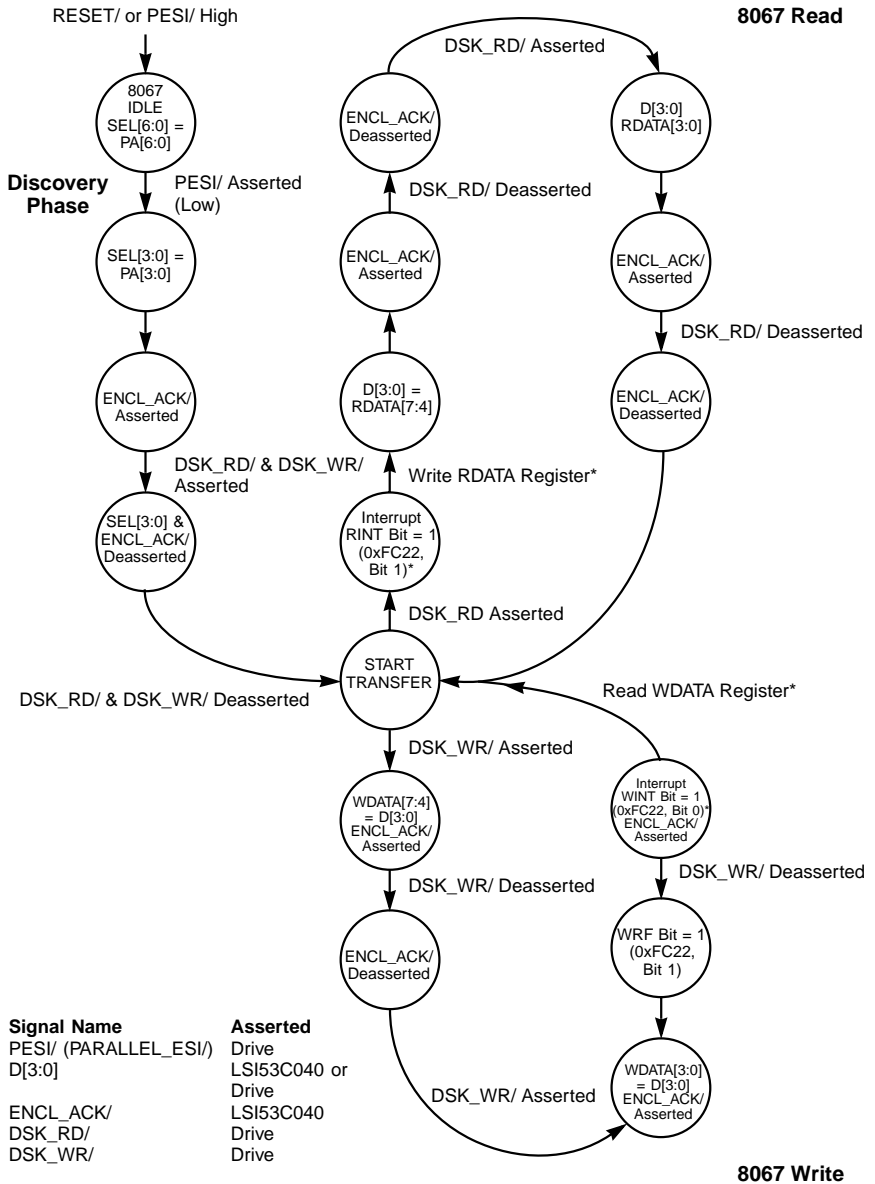 RESET/ or PESI/ High
8067 Read
8067
IDLE
SEL[6:0] =
PA[6:0]
Discovery
Phase
PESI/ Asserted
(Low)
SEL[3:0] =
PA[3:0]
ENCL_ACK/
Asserted
DSK_RD/ & DSK_WR/
Asserted
SEL[3:0] &
ENCL_ACK/
Deasserted
DSK_RD/ & DSK_WR/ Deasserted
START
TRANSFER
DSK_RD Asserted
Interrupt
RINT Bit = 1
(0xFC22,
Bit 1)*
Write RDATA Register*
D[3:0] =
RDATA[7:4]
ENCL_ACK/
Asserted
DSK_RD/ Deasserted
ENCL_ACK/
Deasserted
DSK_RD/ Asserted
D[3:0]
RDATA[3:0]
ENCL_ACK/
Asserted
DSK_RD/ Deasserted
ENCL_ACK/
Deasserted
DSK_WR/ Asserted
WDATA[7:4]
= D[3:0]
ENCL_ACK/
Asserted
DSK_WR/ Deasserted
ENCL_ACK/
Deasserted
DSK_WR/ Asserted
Read WDATA Register*
Interrupt
WINT Bit = 1
(0xFC22, Bit 0)*
ENCL_ACK/
Asserted
DSK_WR/ Deasserted
WRF Bit = 1
(0xFC22,
Bit 1)
WDATA[3:0]
= D[3:0]
ENCL_ACK/
Asserted
Signal Name Asserted
PESI/ (PARALLEL_ESI/) Drive
D[3:0] LSI53C040 or
Drive
ENCL_ACK/ LSI53C040
DSK_RD/ Drive
DSK_WR/ Drive
8067 Write